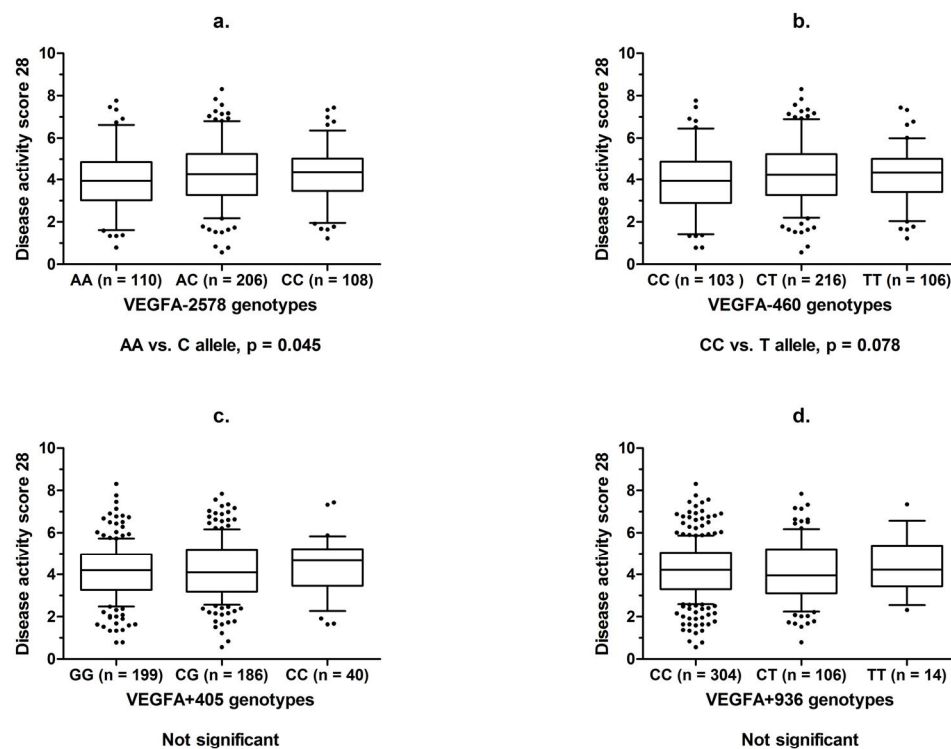 a.
Disease activity score 28
10
8
6
4
2
0
AA (n = 110) AC (n = 206) CC (n = 108)
VEGFA-2578 genotypes
AA vs. C allele, p = 0.045
b.
Disease activity score 28
10
8
6
4
2
0
CC (n = 103 ) CT (n = 216) TT (n = 106)
VEGFA-460 genotypes
CC vs. T allele, p = 0.078
c.
Disease activity score 28
10
8
6
4
2
0
GG (n = 199) CG (n = 186) CC (n = 40)
VEGFA+405 genotypes
Not significant
d.
Disease activity score 28
10
8
6
4
2
0
CC (n = 304) CT (n = 106) TT (n = 14)
VEGFA+936 genotypes
Not significant